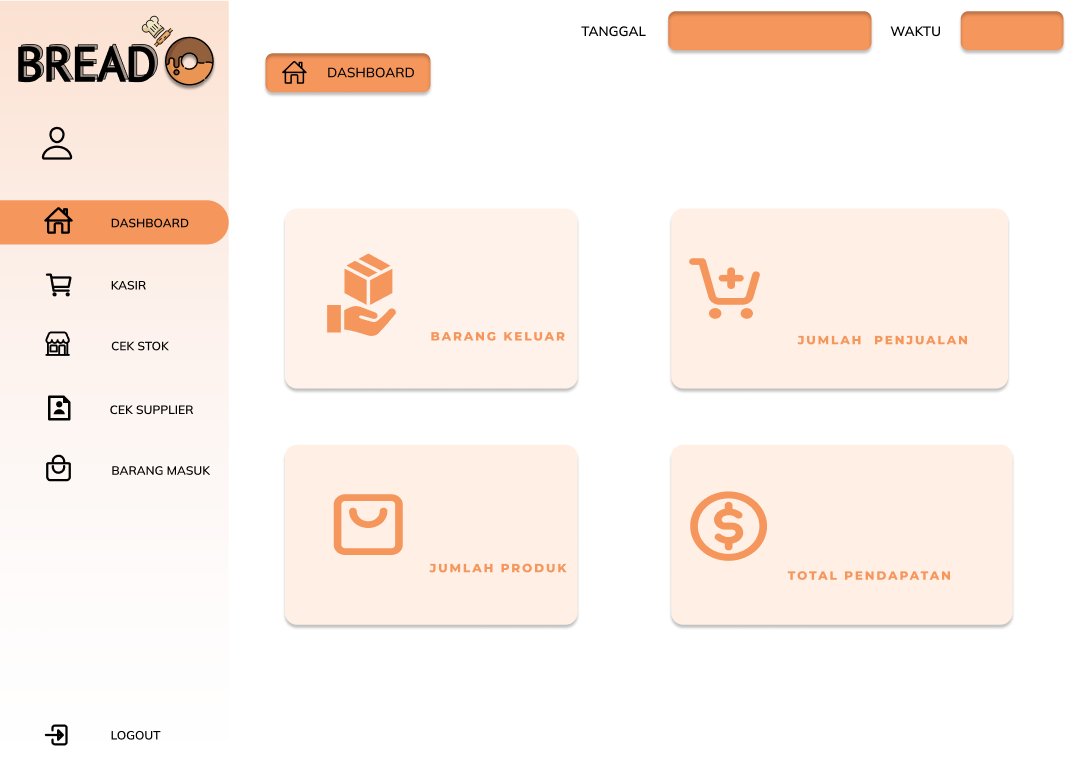 BREADO
DASHBOARD
KASIR
CEK STOK
CEK SUPPLIER
BARANG MASUK
LOGOUT
TANGGAL
WAKTU
DASHBOARD
BARANG KELUAR
JUMLAH PENJUALAN
JUMLAH PRODUK
TOTAL PENDAPATAN